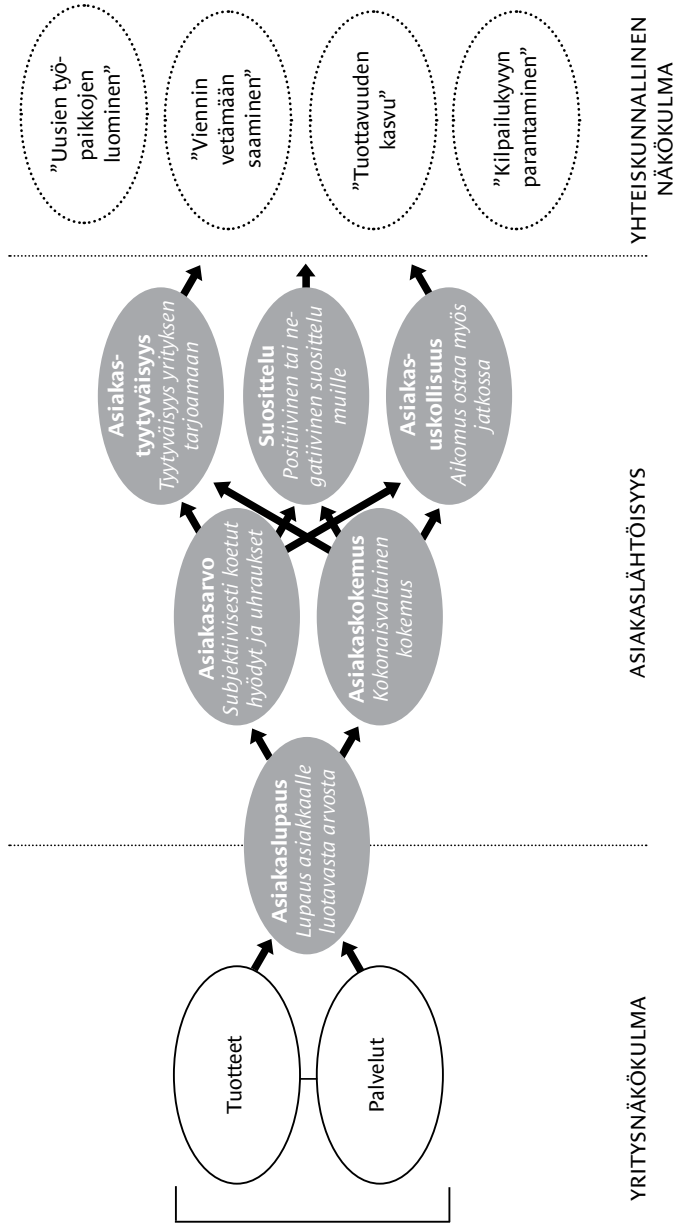 Tuotteet
Palvelut
Asiakaslupaus
Lupaus asiakkaalle
luotavasta arvosta
Asiakasarvo
Subjektiivisesti koetut
hyödyt ja uhraukset
Asiakaskokemus
Kokonaisvaltainen
kokemus
Asiakas-
tyytyväisyys
Tyytyväisyys yrityksen
tarjoamaan
Suosittelu
Positiivinen tai ne-
gatiivinen suosittelu
muille
Asiakas-
uskollisuus
Aikomus ostaa myös
jatkossa
”Uusien työ-
paikkojen
luominen”
”Viennin
vetämään
saaminen”
”Tuottavuuden
kasvu”
”Kilpailukyvyn
parantaminen”
YRITYSNÄKÖKULMA
ASIAKASLÄHTÖISYYS
YHTEISKUNNALLINEN
NÄKÖKULMA